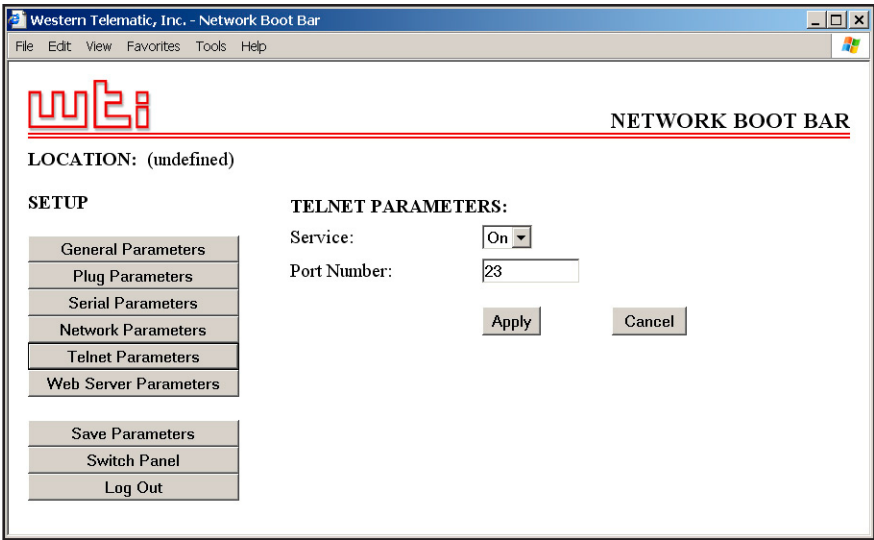 Western Telematic, Inc. - Network Boot Bar
File Edit View Favorites Tools Help
wti
NETWORK BOOT BAR
LOCATION: (undefined)
SETUP
General Parameters
Plug Parameters
Serial Parameters
Network Parameters
Telnet Parameters
Web Server Parameters
Save Parameters
Switch Panel
Log Out
TELNET PARAMETERS:
Service: On
Port Number: 23
Apply Cancel